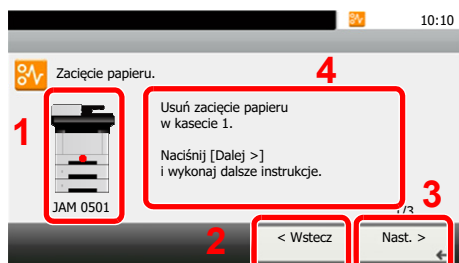 10:10
Zacięcie papieru.
4
1
Usuń zacięcie papieru
w kasecie 1.
Naciśnij [Dalej >]
i wykonaj dalsze instrukcje.
JAM 0501
3
1/3
2
< Wstecz
Nast. >